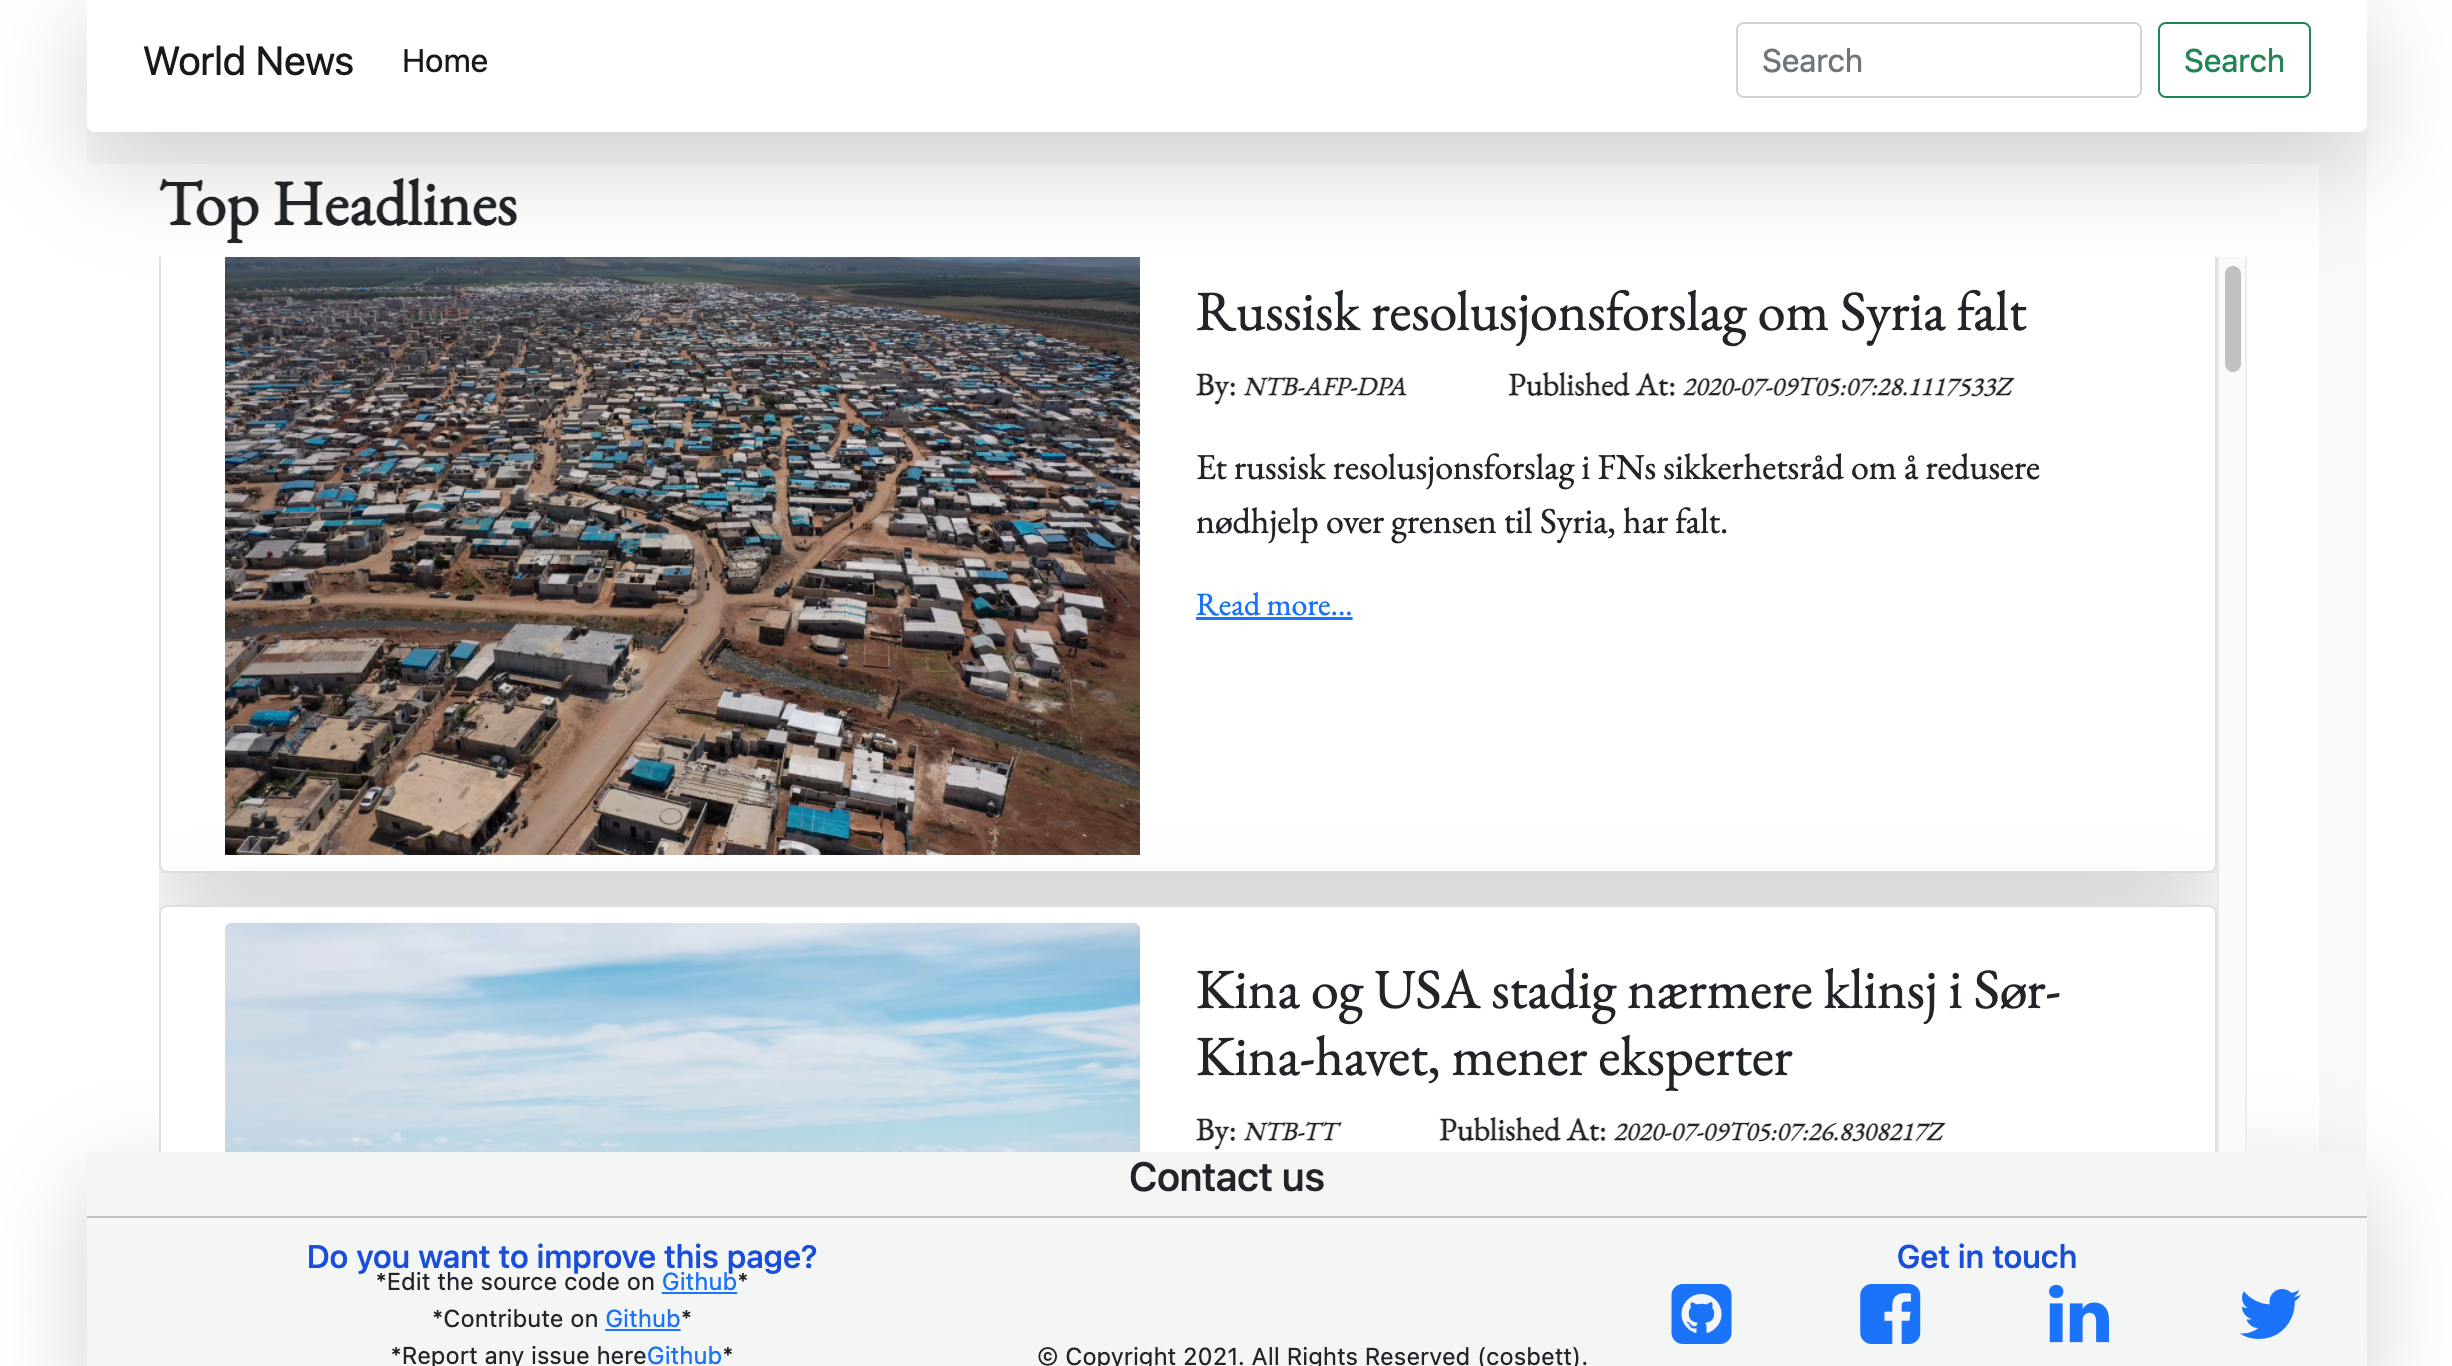 World News Home Search Search
Top Headlines
Russisk resolusjonsforslag om Syria falt
By: NTB-AFP-DPA Published At: 2020-07-09T05:07:28.1117533Z
Et russisk resolusjonsforslag i FNs sikkerhetsråd om å redusere
nødhjelp over grensen til Syria, har falt.
Read more...
Kina og USA stadig nærmere klinsj i Sør-
Kina-havet, mener eksperter
By: NTB-TT Published At: 2020-07-09T05:07:26.8308217Z
Contact us
Do you want to improve this page?
*Edit the source code on Github*
*Contribute on Github*
*Report any issue hereGithub*
© Copyright 2021. All Rights Reserved (cosbett).
Get in touch
in